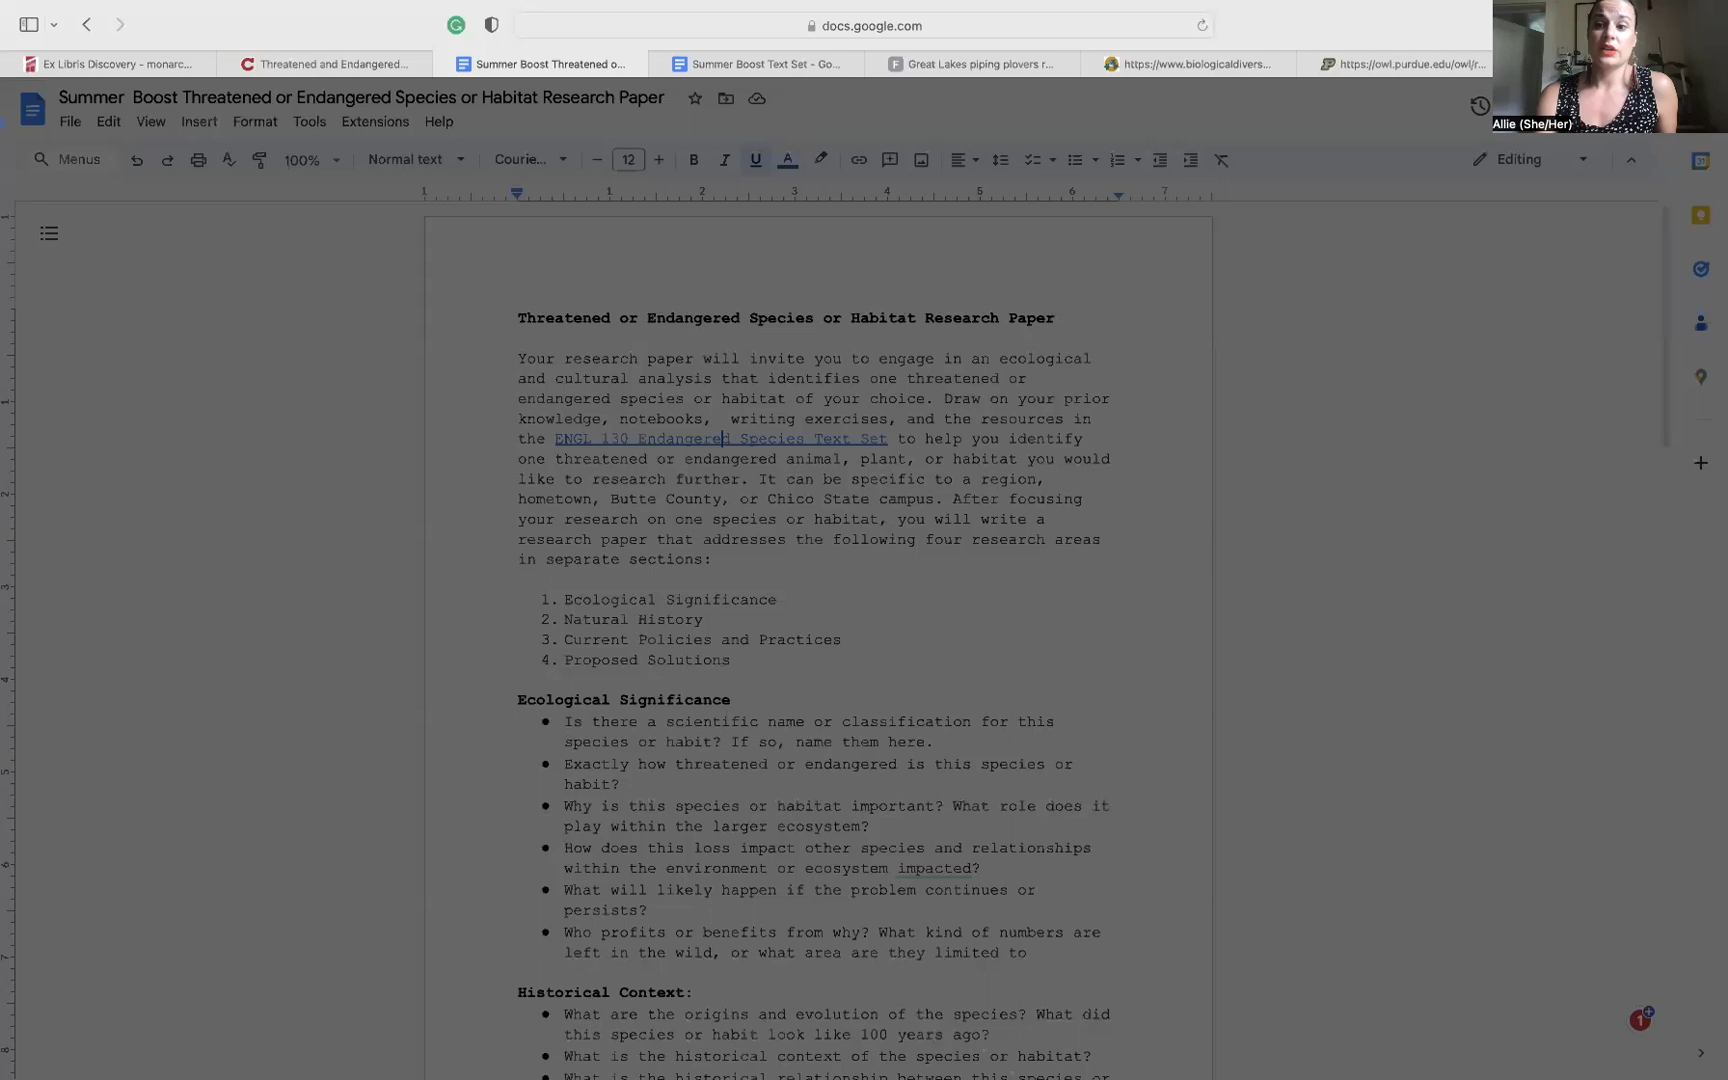 docs.google.com
Ex Libris Discovery - monarc...
Threatened and Endangered...
Summer Boost Threatened o...
Summer Boost Text Set - Go...
Great Lakes piping plovers r...
https://www.biologicaldivers...
https://owl.purdue.edu/owl/r...
Summer Boost Threatened or Endangered Species or Habitat Research Paper
File Edit View Insert Format Tools Extensions Help
Allie (She/Her)
Menus 100% Normal text Courie... 12 Editing
1 1 2 3 4 5 6 7
Threatened or Endangered Species or Habitat Research Paper
Your research paper will invite you to engage in an ecological
and cultural analysis that identifies one threatened or
endangered species or habitat of your choice. Draw on your prior
knowledge, notebooks, writing exercises, and the resources in
the ENGL 130 Endangered Species Text Set to help you identify
one threatened or endangered animal, plant, or habitat you would
like to research further. It can be specific to a region,
hometown, Butte County, or Chico State campus. After focusing
your research on one species or habitat, you will write a
research paper that addresses the following four research areas
in separate sections:
1. Ecological Significance
2. Natural History
3. Current Policies and Practices
4. Proposed Solutions
Ecological Significance
● Is there a scientific name or classification for this
species or habit? If so, name them here.
● Exactly how threatened or endangered is this species or
habit?
● Why is this species or habitat important? What role does it
play within the larger ecosystem?
● How does this loss impact other species and relationships
within the environment or ecosystem impacted?
● What will likely happen if the problem continues or
persists?
● Who profits or benefits from why? What kind of numbers are
left in the wild, or what area are they limited to
Historical Context:
● What are the origins and evolution of the species? What did
this species or habit look like 100 years ago?
● What is the historical context of the species or habitat?
● What is the historical relationship between this species or